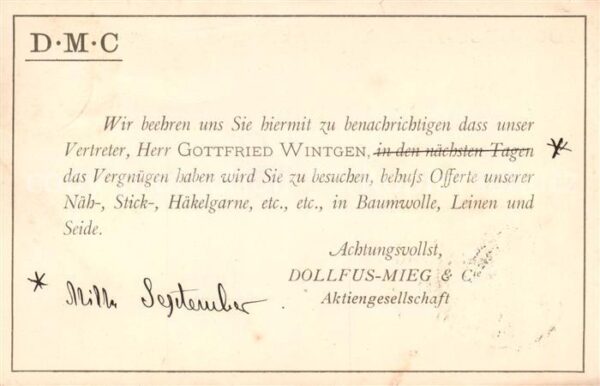 D·M·C
Wir beehren uns Sie hiermit zu benachrichtigen dass unser
Vertreter, Herr GOTTFRIED WINTGEN, in den nächsten Tagen *
das Vergnügen haben wird Sie zu besuchen, behufs Offerte unserer
Näh-, Stick-, Häkelgarne, etc., etc., in Baumwolle, Leinen und
Seide.
Achtungsvollst,
DOLLFUS-MIEG & Cie
Aktiengesellschaft
* Mitte September.